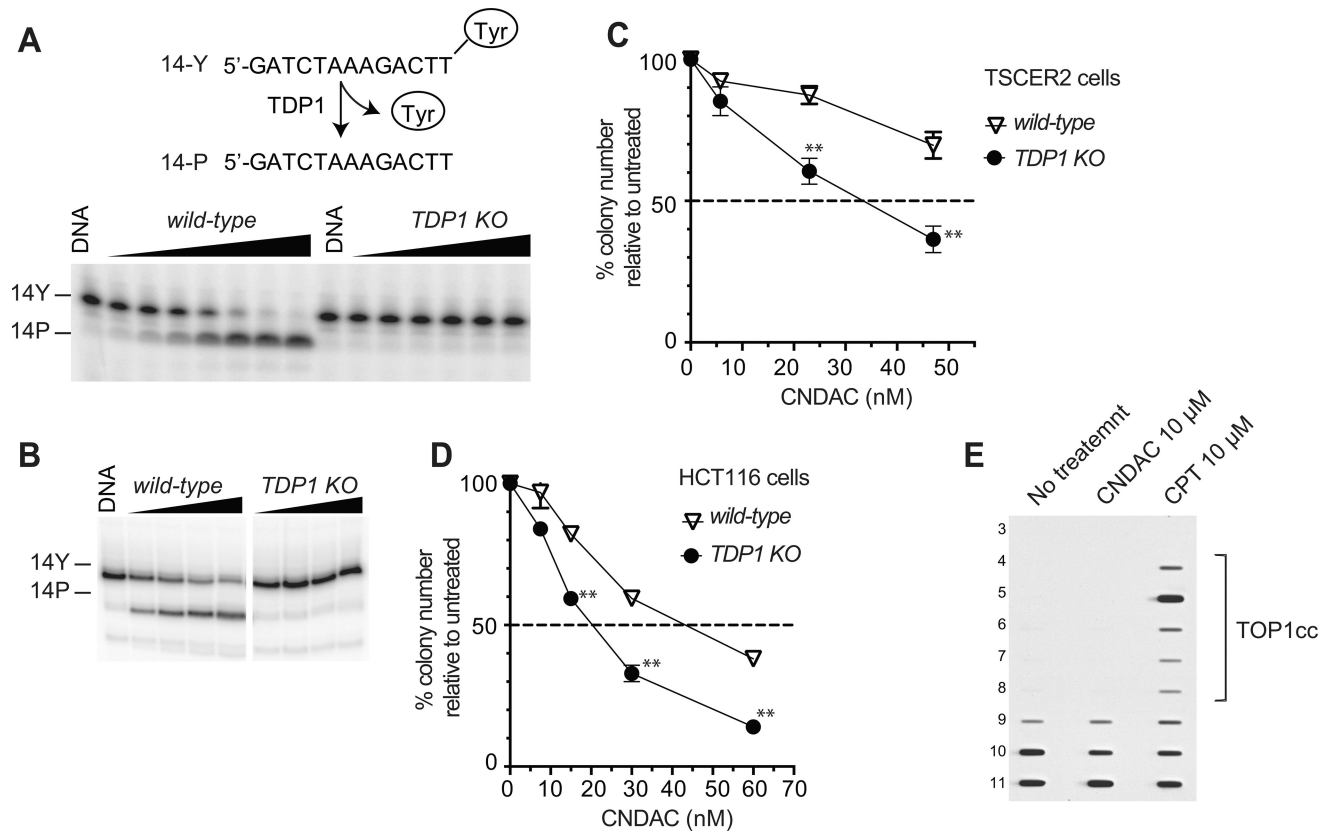 A
Tyr
14-Y 5’-GATCTAAAGACTT
TDP1
Tyr
14-P 5’-GATCTAAAGACTT
DNA
wild-type
DNA
TDP1 KO
14Y
14P
B
DNA
wild-type
TDP1 KO
14Y
14P
C
TSCER2 cells
wild-type
TDP1 KO
% colony number
relative to untreated
100
50
0
**
**
0 10 20 30 40 50
CNDAC (nM)
D
HCT116 cells
wild-type
TDP1 KO
% colony number
relative to untreated
100
50
0
**
**
**
0 10 20 30 40 50 60 70
CNDAC (nM)
E
No treatemnt
CNDAC 10 µM
CPT 10 µM
3
4
5
6
7
8
9
10
11
TOP1cc